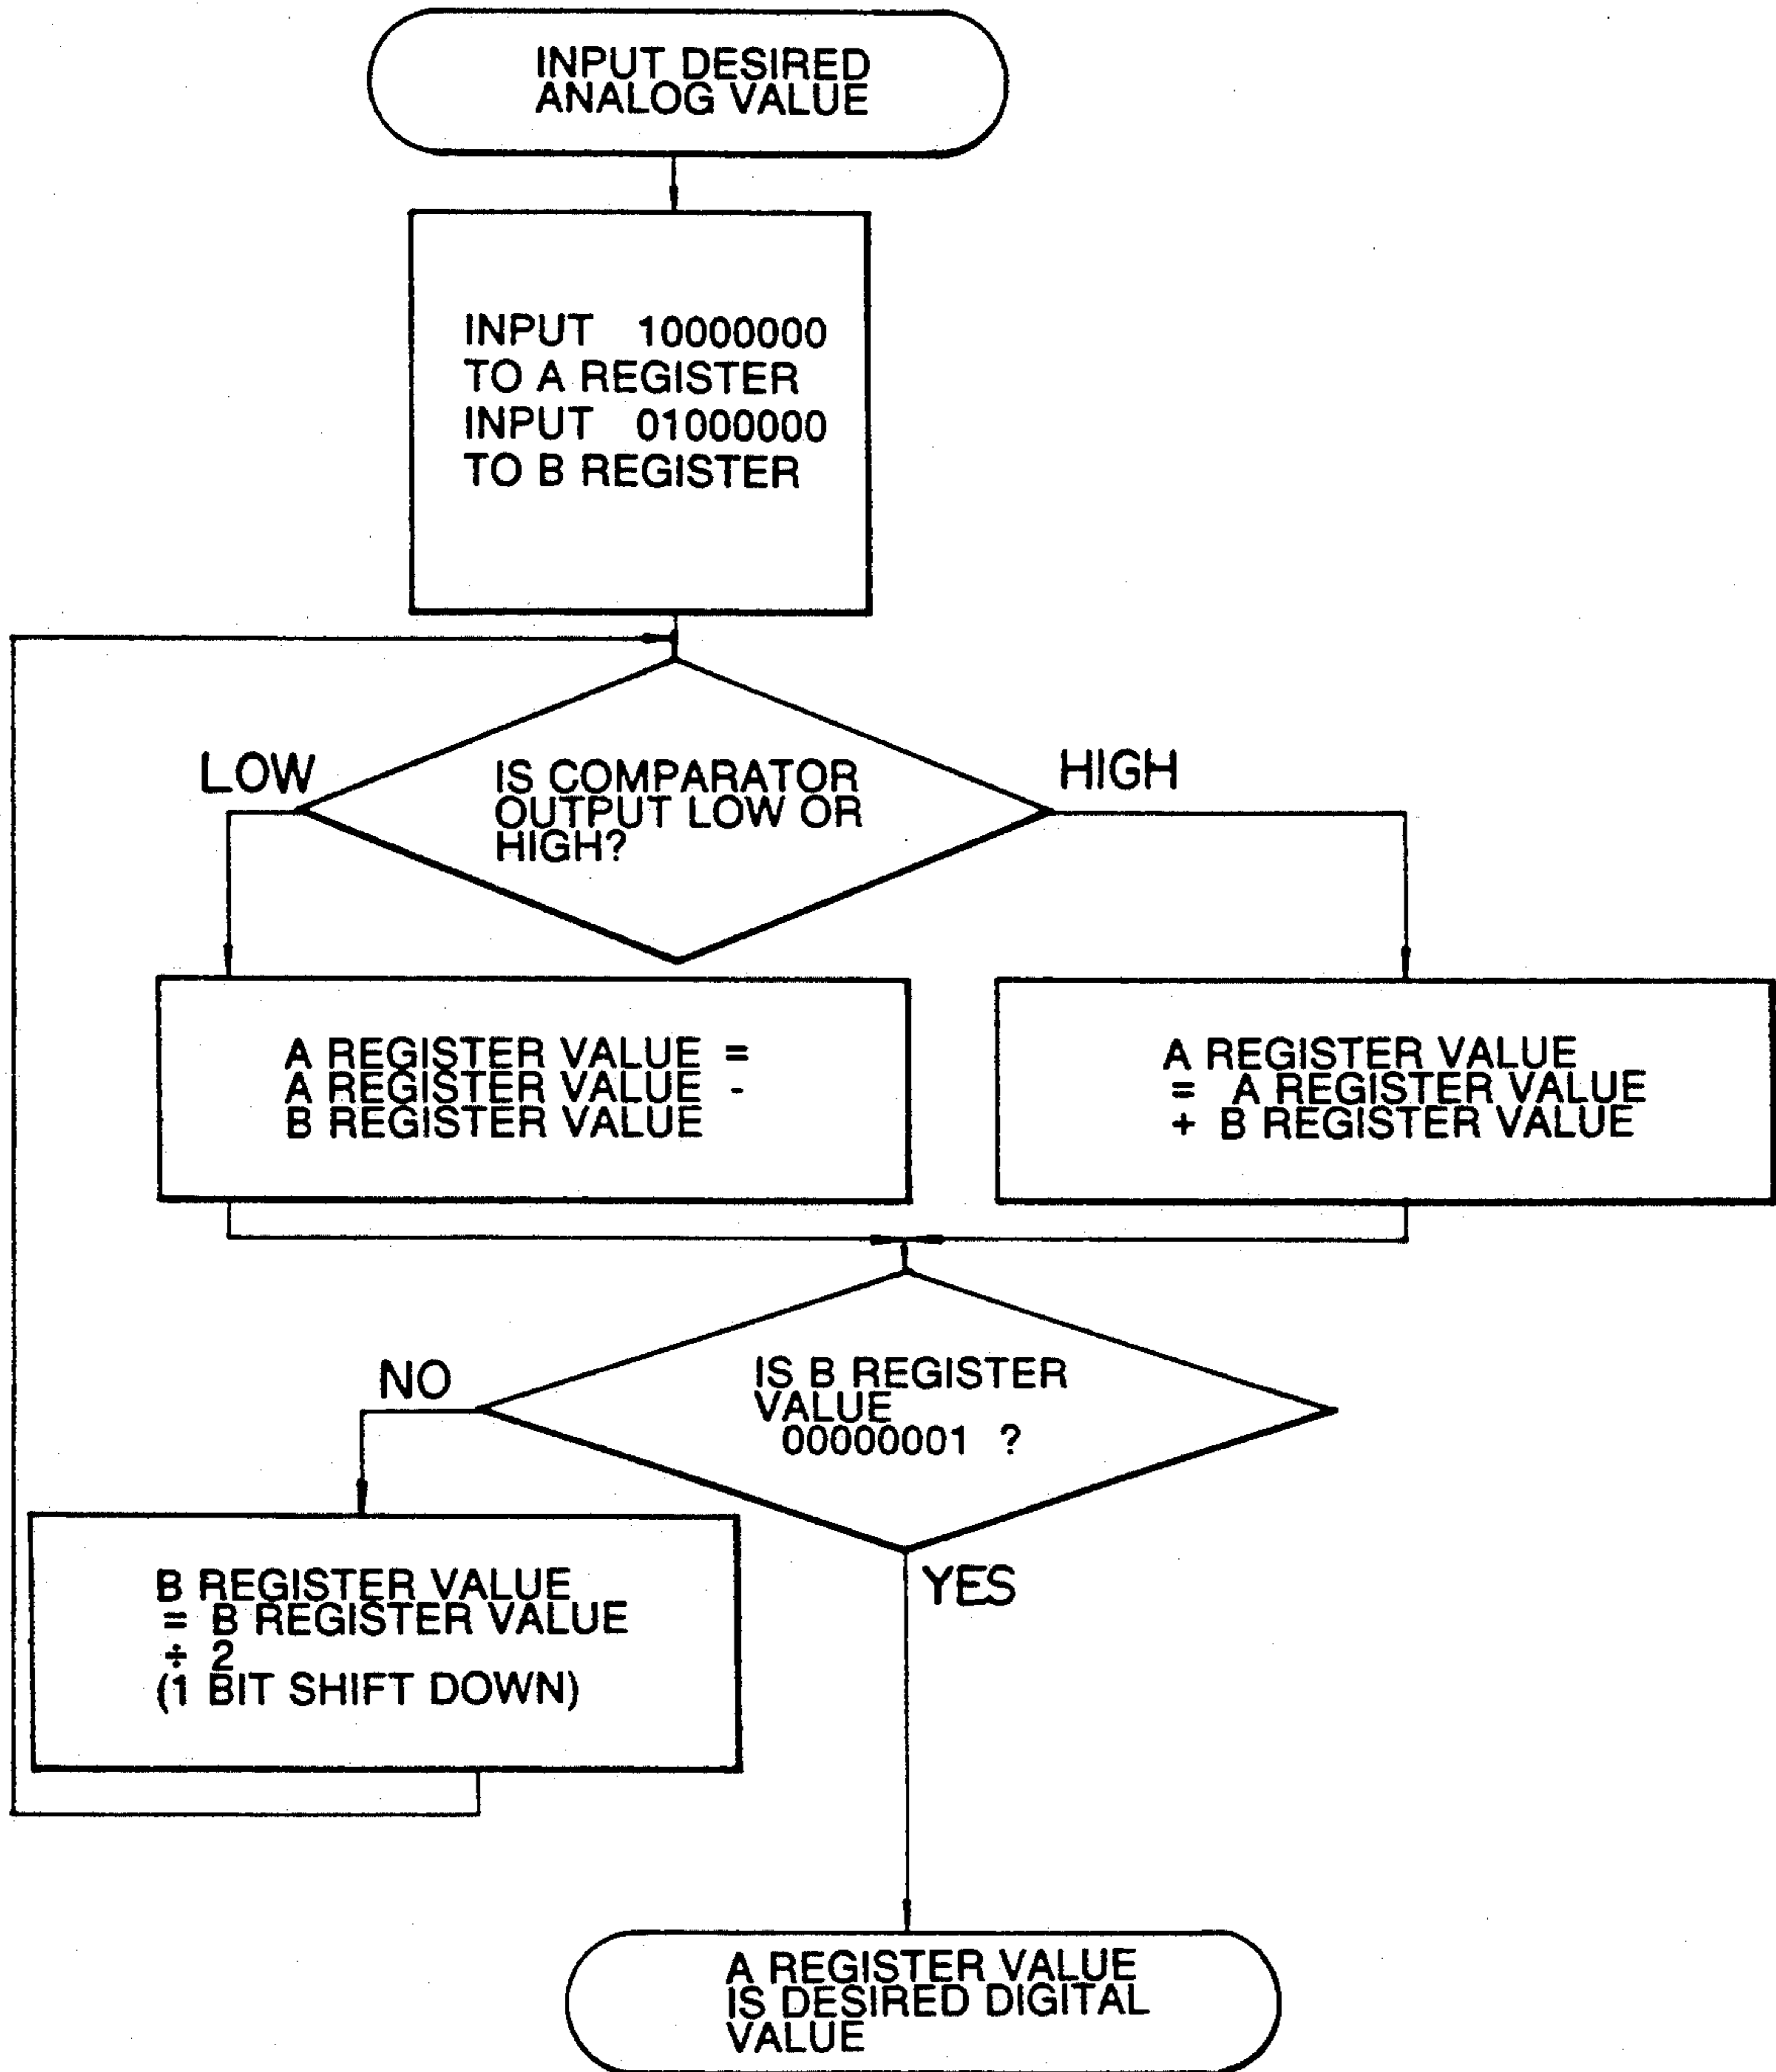 INPUT DESIRED
ANALOG VALUE
INPUT 10000000
TO A REGISTER
INPUT 01000000
TO B REGISTER
LOW
HIGH
IS COMPARATOR
OUTPUT LOW OR
HIGH?
A REGISTER VALUE =
A REGISTER VALUE -
B REGISTER VALUE
A REGISTER VALUE
= A REGISTER VALUE
+ B REGISTER VALUE
NO
IS B REGISTER
VALUE
00000001 ?
YES
B REGISTER VALUE
= B REGISTER VALUE
÷ 2
(1 BIT SHIFT DOWN)
A REGISTER VALUE
IS DESIRED DIGITAL
VALUE